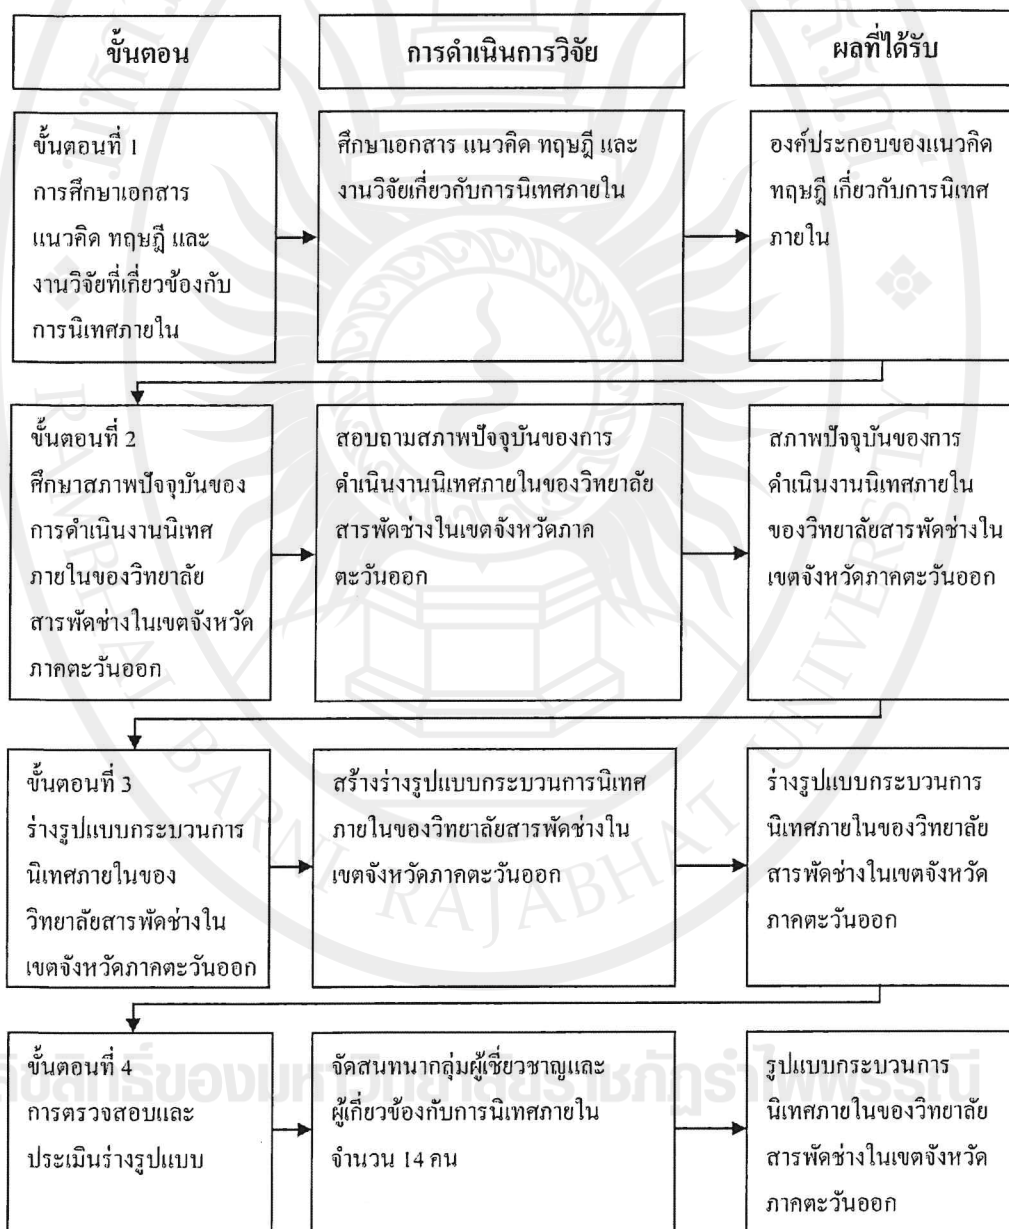 ขั้นตอน
การดำเนินการวิจัย
ผลที่ได้รับ
ขั้นตอนที่ 1
การศึกษาเอกสาร
แนวคิด ทฤษฎี และ
งานวิจัยที่เกี่ยวข้องกับ
การนิเทศภายใน
ศึกษาเอกสาร แนวคิด ทฤษฎี และ
งานวิจัยเกี่ยวกับการนิเทศภายใน
องค์ประกอบของแนวคิด
ทฤษฎี เกี่ยวกับการนิเทศ
ภายใน
ขั้นตอนที่ 2
ศึกษาสภาพปัจจุบันของ
การดำเนินงานนิเทศ
ภายในของวิทยาลัย
สารพัดช่างในเขตจังหวัด
ภาคตะวันออก
สอบถามสภาพปัจจุบันของการ
ดำเนินงานนิเทศภายในของวิทยาลัย
สารพัดช่างในเขตจังหวัดภาค
ตะวันออก
สภาพปัจจุบันของการ
ดำเนินงานนิเทศภายใน
ของวิทยาลัยสารพัดช่างใน
เขตจังหวัดภาคตะวันออก
ขั้นตอนที่ 3
ร่างรูปแบบกระบวนการ
นิเทศภายในของ
วิทยาลัยสารพัดช่างใน
เขตจังหวัดภาคตะวันออก
สร้างร่างรูปแบบกระบวนการนิเทศ
ภายในของวิทยาลัยสารพัดช่างใน
เขตจังหวัดภาคตะวันออก
ร่างรูปแบบกระบวนการ
นิเทศภายในของวิทยาลัย
สารพัดช่างในเขตจังหวัด
ภาคตะวันออก
ขั้นตอนที่ 4
การตรวจสอบและ
ประเมินร่างรูปแบบ
จัดสนทนากลุ่มผู้เชี่ยวชาญและ
ผู้เกี่ยวข้องกับการนิเทศภายใน
จำนวน 14 คน
รูปแบบกระบวนการ
นิเทศภายในของวิทยาลัย
สารพัดช่างในเขตจังหวัด
ภาคตะวันออก
RAMBHAI BARNI RAJABHAT UNIVERSITY